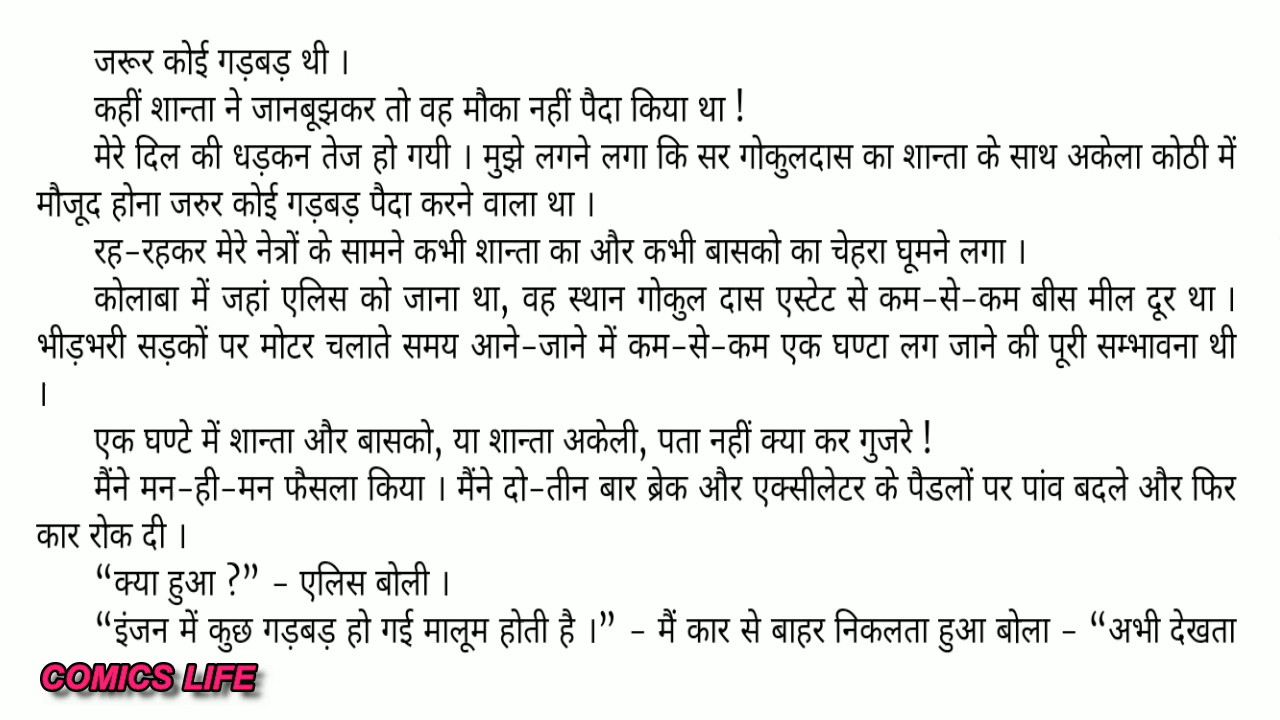 जरूर कोई गड़बड़ थी ।
कहीं शान्ता ने जानबूझकर तो वह मौका नहीं पैदा किया था !
मेरे दिल की धड़कन तेज हो गयी । मुझे लगने लगा कि सर गोकुलदास का शान्ता के साथ अकेला कोठी में
मौजूद होना जरुर कोई गड़बड़ पैदा करने वाला था ।
रह-रहकर मेरे नेत्रों के सामने कभी शान्ता का और कभी बासको का चेहरा घूमने लगा ।
कोलाबा में जहां एलिस को जाना था, वह स्थान गोकुल दास एस्टेट से कम-से-कम बीस मील दूर था ।
भीड़भरी सड़कों पर मोटर चलाते समय आने-जाने में कम-से-कम एक घण्टा लग जाने की पूरी सम्भावना थी
।
एक घण्टे में शान्ता और बासको, या शान्ता अकेली, पता नहीं क्या कर गुजरे !
मैंने मन-ही-मन फैसला किया । मैंने दो-तीन बार ब्रेक और एक्सीलेटर के पैडलों पर पांव बदले और फिर
कार रोक दी ।
“क्या हुआ ?” - एलिस बोली ।
“इंजन में कुछ गड़बड़ हो गई मालूम होती है ।” - मैं कार से बाहर निकलता हुआ बोला - “अभी देखता
COMICS LIFE